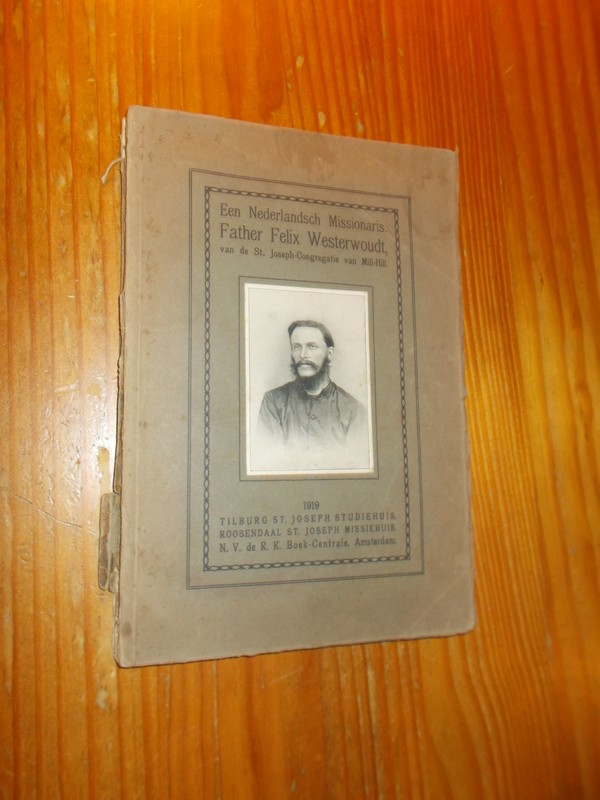 Een Nederlandsch Missionaris.
Father Felix Westerwoudt,
van de St. Joseph-Congregatie van Mill-Hill.
1919
TILBURG ST. JOSEPH STUDIEHUIS.
ROOSENDAAL ST. JOSEPH MISSIEHUIS.
N. V. de R. K. Boek-Centrale, Amsterdam.